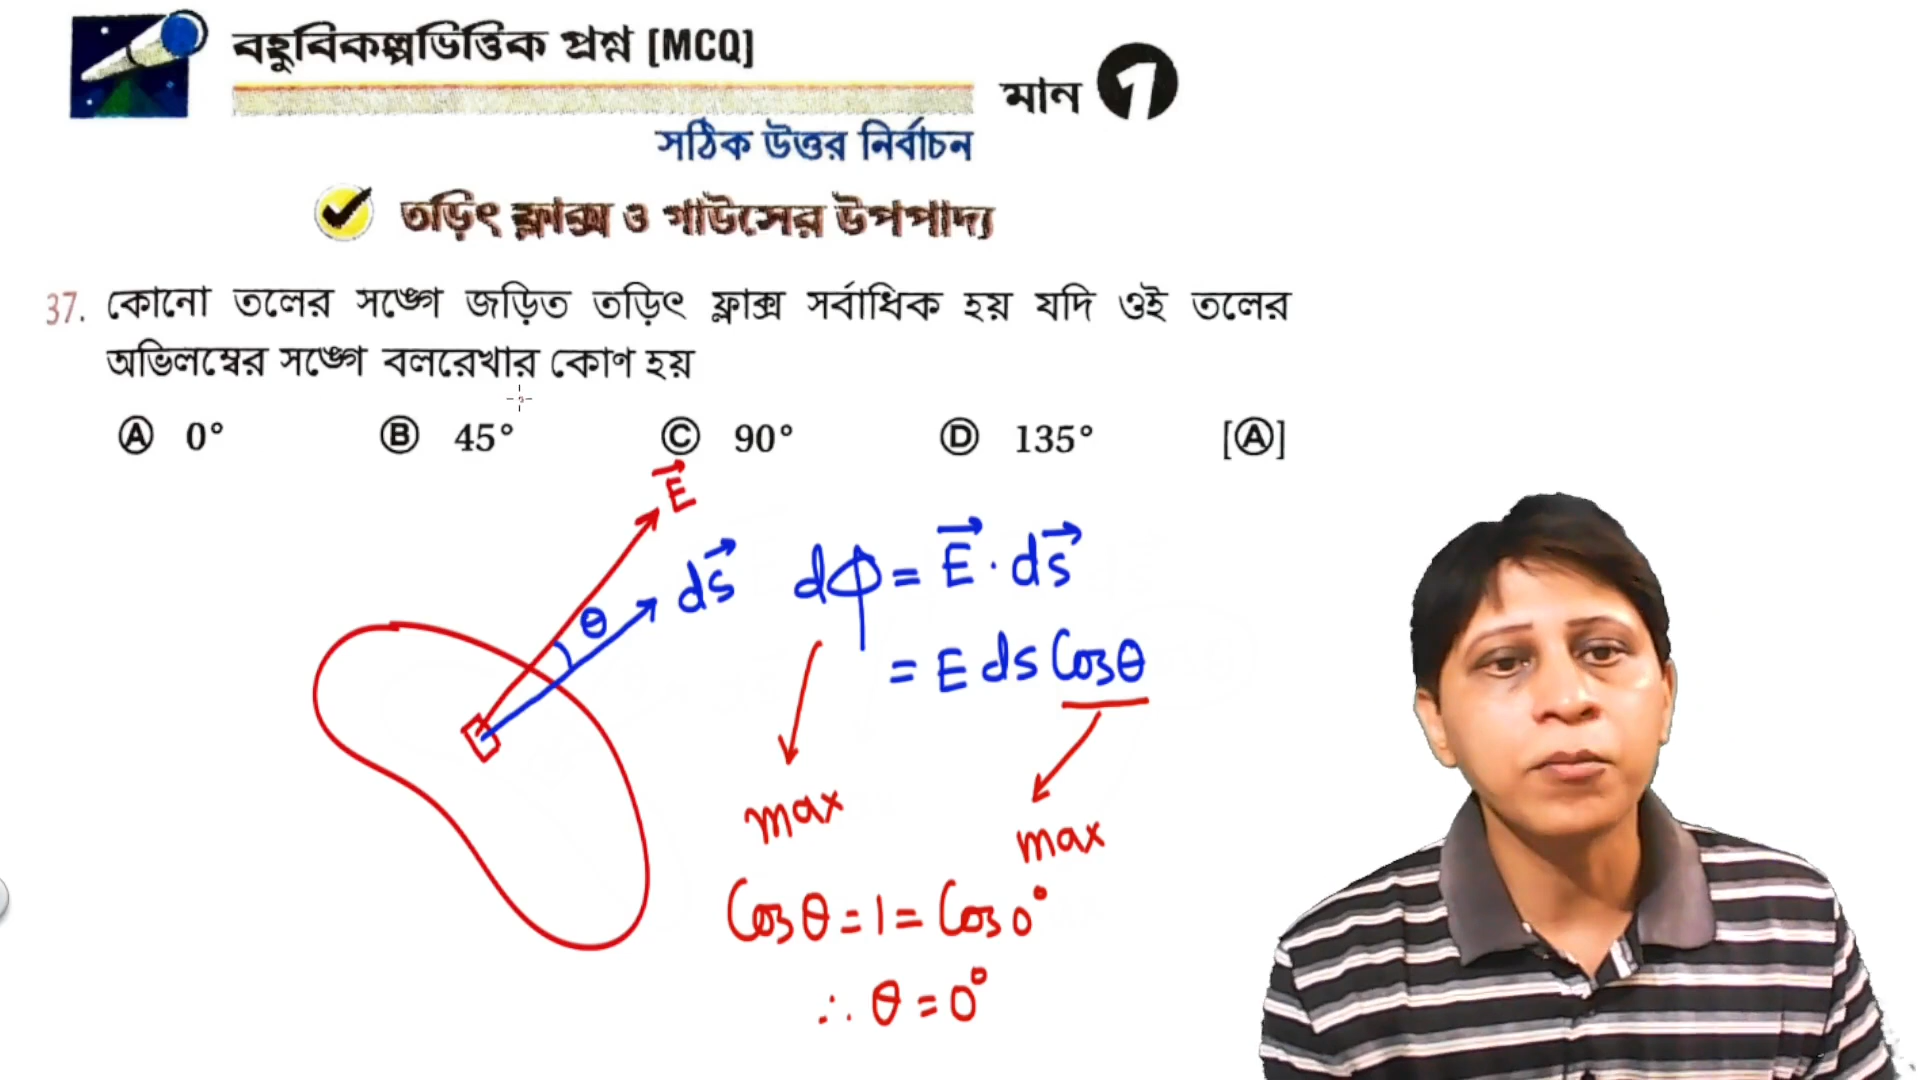 বহুবিকল্পভিত্তিক প্রশ্ন [MCQ]
মান 1
সঠিক উত্তর নির্বাচন
তড়িৎ ফ্লাক্স ও গাউসের উপপাদ্য
37. কোনো তলের সঙ্গে জড়িত তড়িৎ ফ্লাক্স সর্বাধিক হয় যদি ওই তলের
অভিলম্বের সঙ্গে বলরেখার কোণ হয়
Ⓐ 0° Ⓑ 45° Ⓒ 90° Ⓓ 135° [Ⓐ]
E⃗
θ ds⃗
dϕ = E⃗ · ds⃗
= E ds Cosθ
max
max
Cosθ = 1 = Cos 0°
∴ θ = 0°